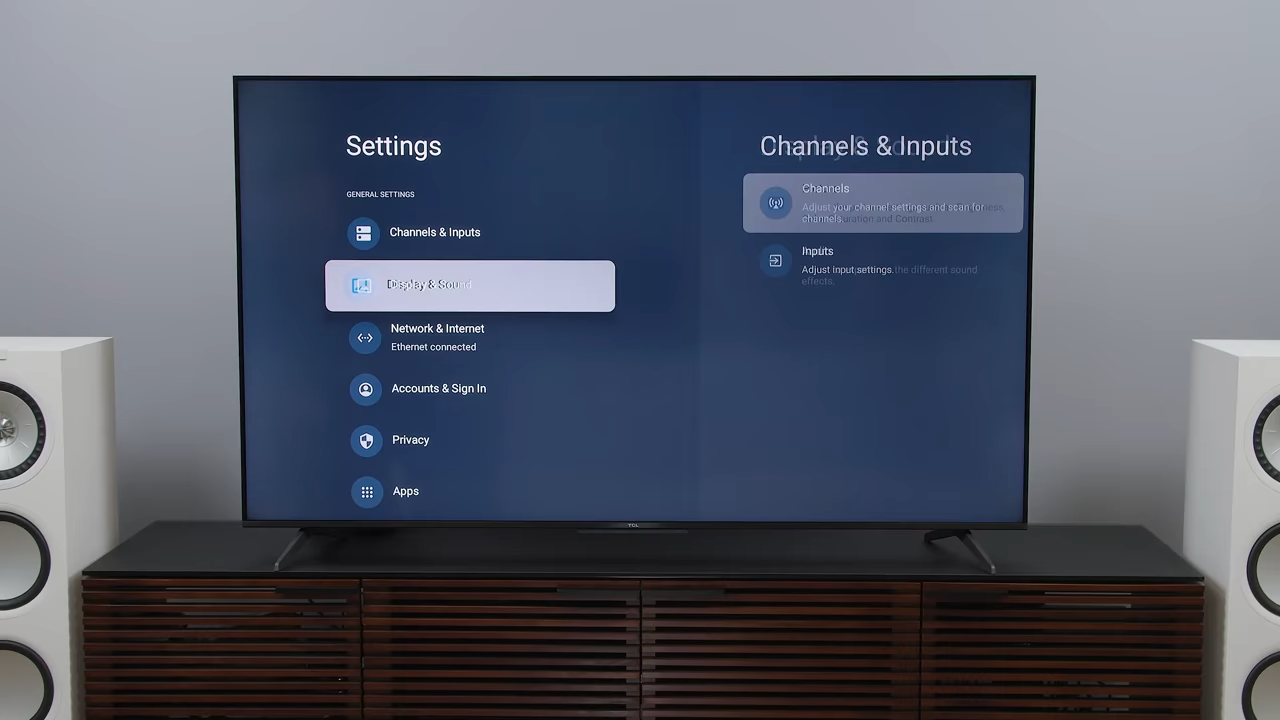 Settings
GENERAL SETTINGS
Channels & Inputs
Display & Sound
Network & Internet
Ethernet connected
Accounts & Sign In
Privacy
Apps
Channels & Inputs
Channels
Adjust your channel settings and scan for
channels.
Inputs
Adjust Input settings.
TCL